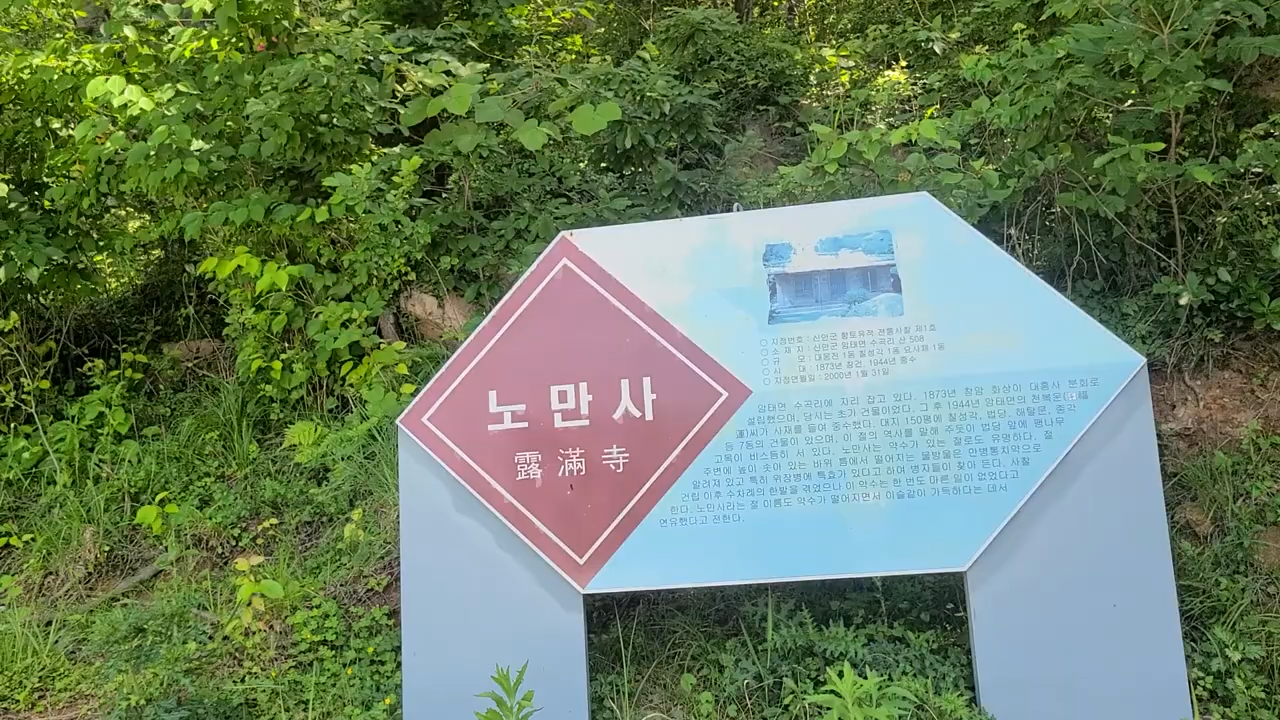 노만사
露滿寺
○ 지정번호 : 신안군 향토유적 전통사찰 제1호
○ 소 재 지 : 신안군 암태면 수곡리 산 508
○ 규 모 : 대웅전 1동 칠성각 1동 요사채 1동
○ 시 대 : 1873년 창건, 1944년 중수
○ 지정연월일 : 2000년 1월 31일
암태면 수곡리에 자리 잡고 있다. 1873년 창암 화상이 대흥사 분회로
설립했으며, 당시는 초가 건물이었다. 그 후 1944년 암태면의 천복운(福
運)씨가 사재를 들여 중수했다. 대지 150평에 칠성각, 법당, 해탈문, 종각
등 7동의 건물이 있으며, 이 절의 역사를 말해 주듯이 법당 앞에 팽나무
고목이 비스듬히 서 있다. 노만사는 약수가 있는 절로도 유명하다. 절
주변에 높이 솟아 있는 바위 틈에서 떨어지는 물방울은 만병통치약으로
알려져 있고 특히 위장병에 특효가 있다고 하여 병자들이 찾아 든다. 사찰
건립 이후 수차례의 한발을 겪었으나 이 약수는 한 번도 마른 일이 없었다고
한다. 노만사라는 절 이름도 약수가 떨어지면서 이슬같이 가득하다는 데서
연유했다고 전한다.